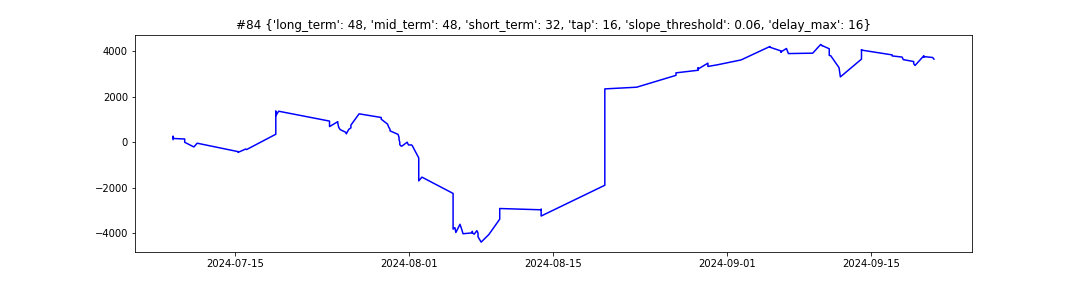 #84 {'long_term': 48, 'mid_term': 48, 'short_term': 32, 'tap': 16, 'slope_threshold': 0.06, 'delay_max': 16}
4000
2000
0
−2000
−4000
2024-07-15 2024-08-01 2024-08-15 2024-09-01 2024-09-15